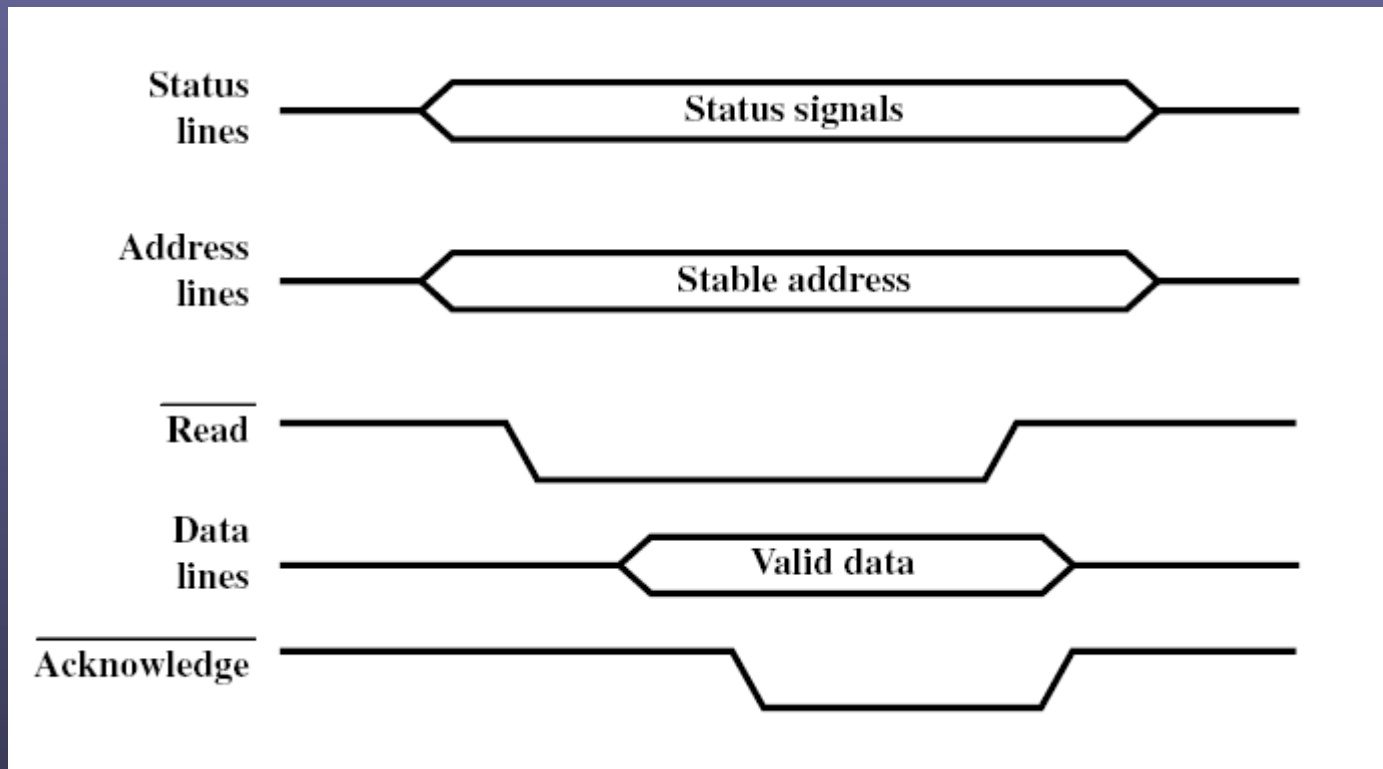 Status
lines
Status signals
Address
lines
Stable address
Read
Data
lines
Valid data
Acknowledge